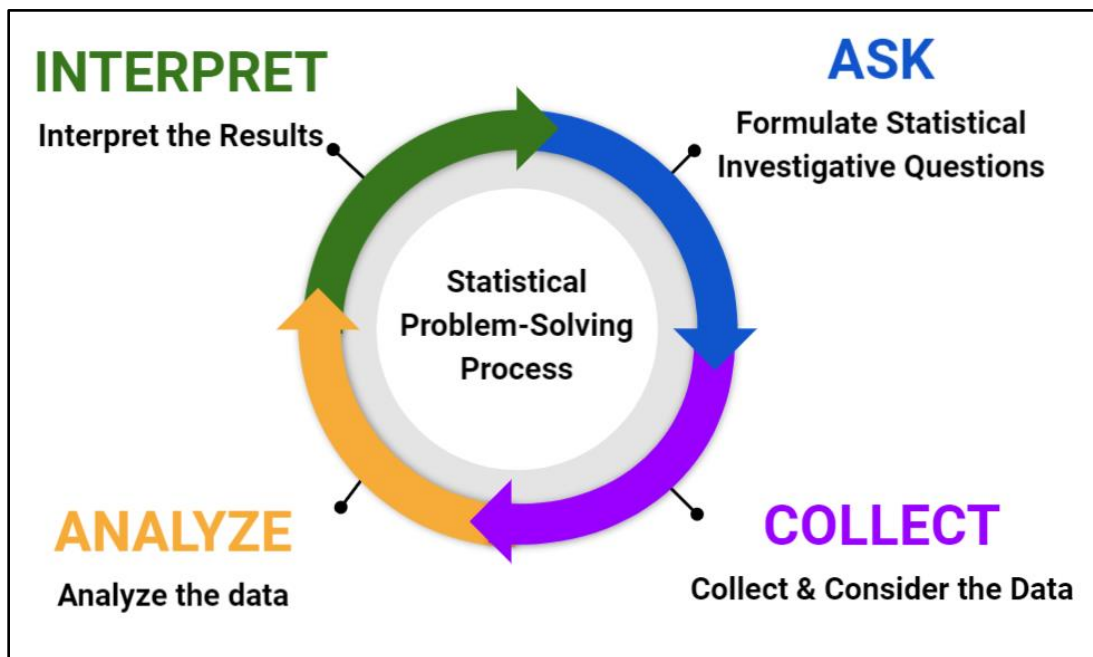 INTERPRET
Interpret the Results
ASK
Formulate Statistical
Investigative Questions
Statistical
Problem-Solving
Process
ANALYZE
Analyze the data
COLLECT
Collect & Consider the Data